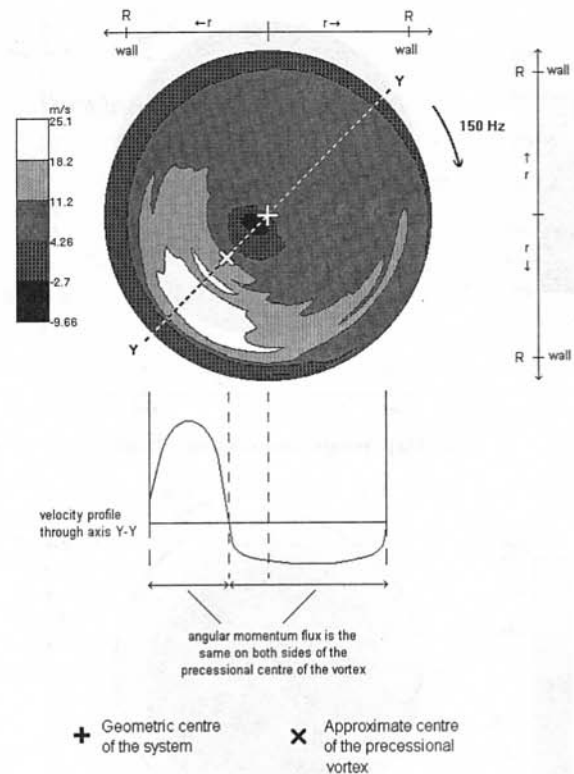 R ←r r→ R
wall wall
m/s
25.1
18.2
11.2
4.26
-2.7
-9.66
Y
150 Hz
Y
R wall
↑
r
r
↓
R wall
velocity profile
through axis Y-Y
angular momentum flux is the
same on both sides of the
precessional centre of the vortex
+ Geometric centre
of the system
× Approximate centre
of the precessional
vortex